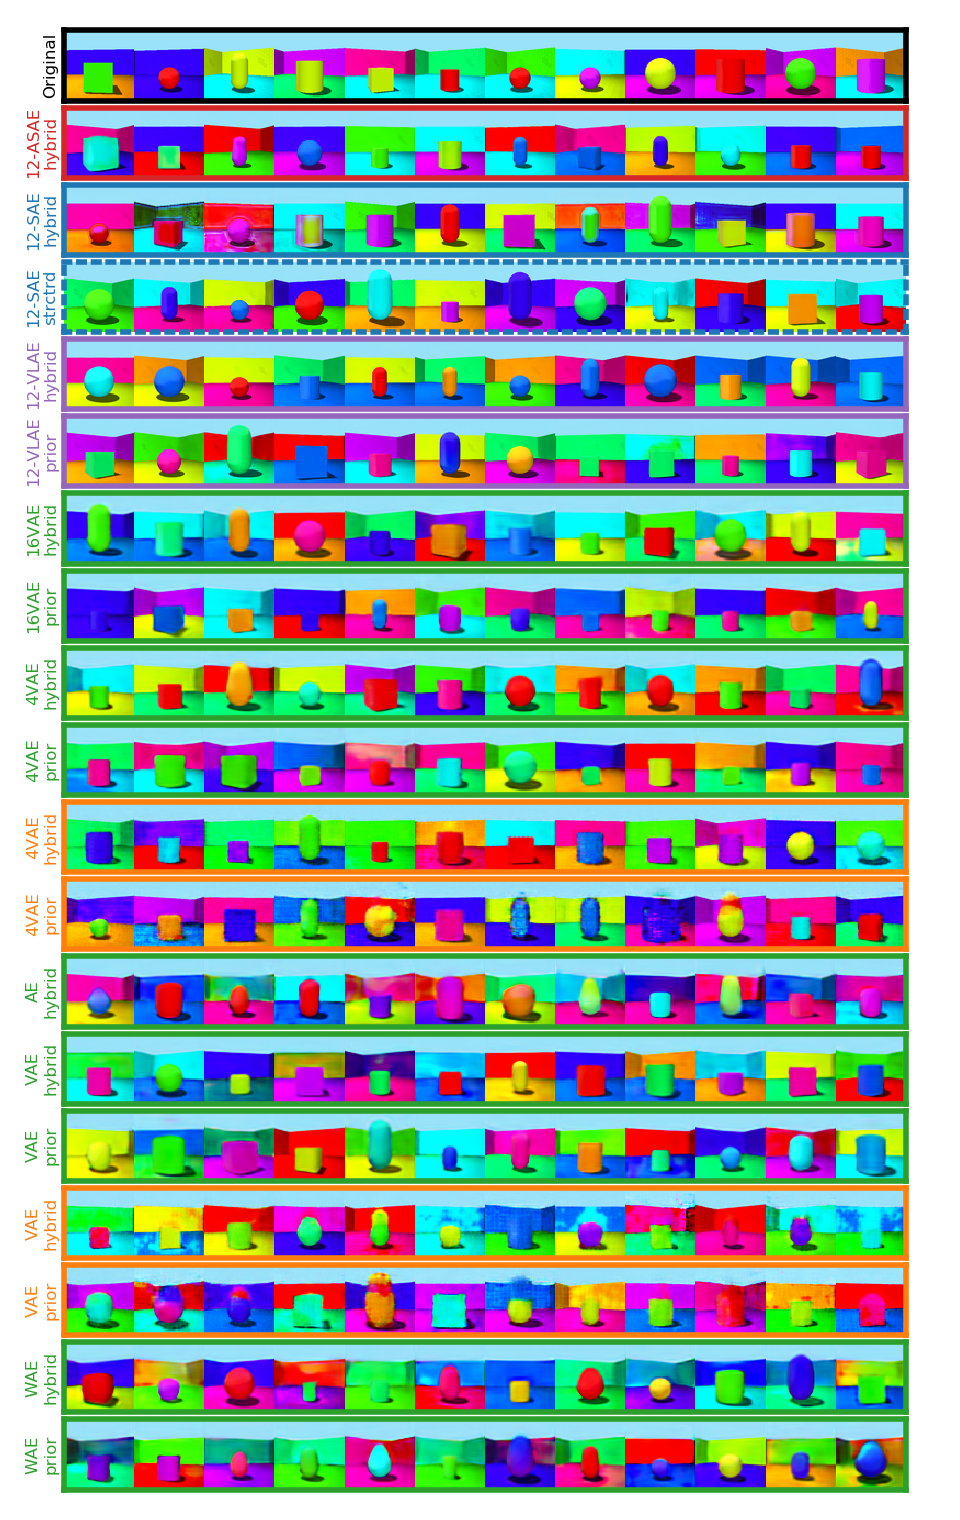 Original
12-ASAE
hybrid
12-SAE
hybrid
12-SAE
strctrd
12-VLAE
hybrid
12-VLAE
prior
16VAE
hybrid
16VAE
prior
4VAE
hybrid
4VAE
prior
4VAE
hybrid
4VAE
prior
AE
hybrid
VAE
hybrid
VAE
prior
VAE
hybrid
VAE
prior
WAE
hybrid
WAE
prior